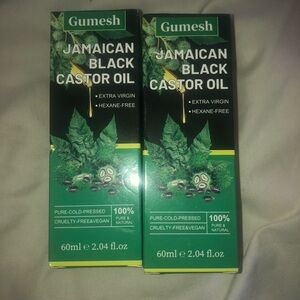 Gumesh
JAMAICAN
BLACK
CASTOR OIL
• EXTRA VIRGIN
• HEXANE-FREE
PURE-COLD-PRESSED
CRUELTY-FREE&VEGAN
100%
PURE &
NATURAL
60ml ℮ 2.04 fl.oz
Gumesh
JAMAICAN
BLACK
CASTOR OIL
• EXTRA VIRGIN
• HEXANE-FREE
PURE-COLD-PRESSED
CRUELTY-FREE&VEGAN
100%
PURE &
NATURAL
60ml ℮ 2.04 fl.oz